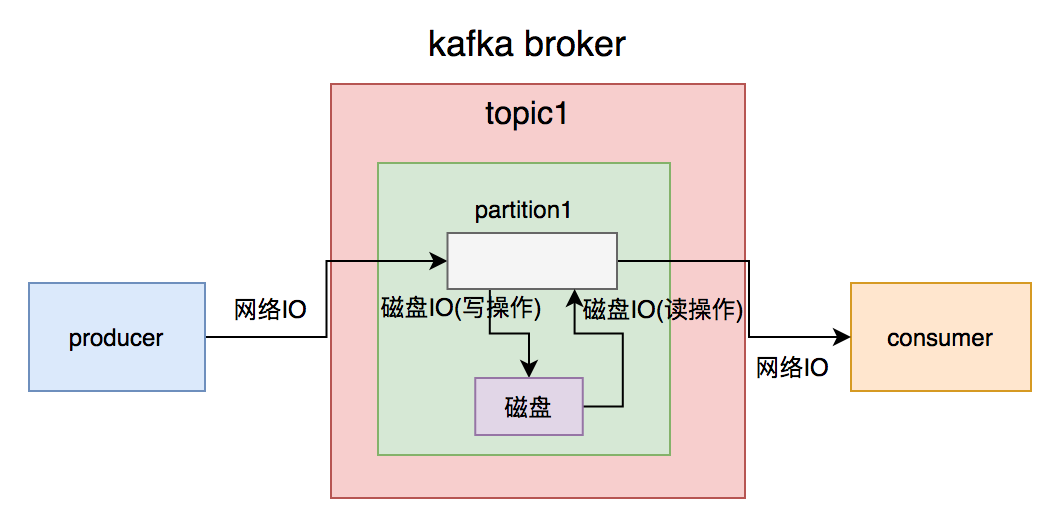 kafka broker
topic1
partition1
网络IO
磁盘IO(写操作)
磁盘IO(读操作)
producer
consumer
网络IO
磁盘